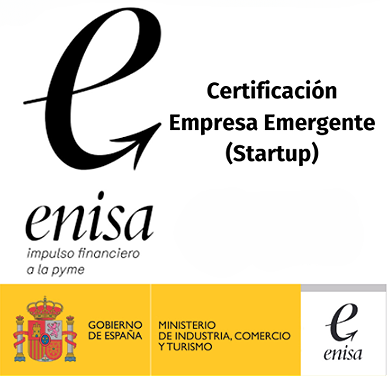 Certificación
Empresa Emergente
(Startup)
enisa
impulso financiero
a la pyme
GOBIERNO
DE ESPAÑA
MINISTERIO
DE INDUSTRIA, COMERCIO
Y TURISMO
enisa